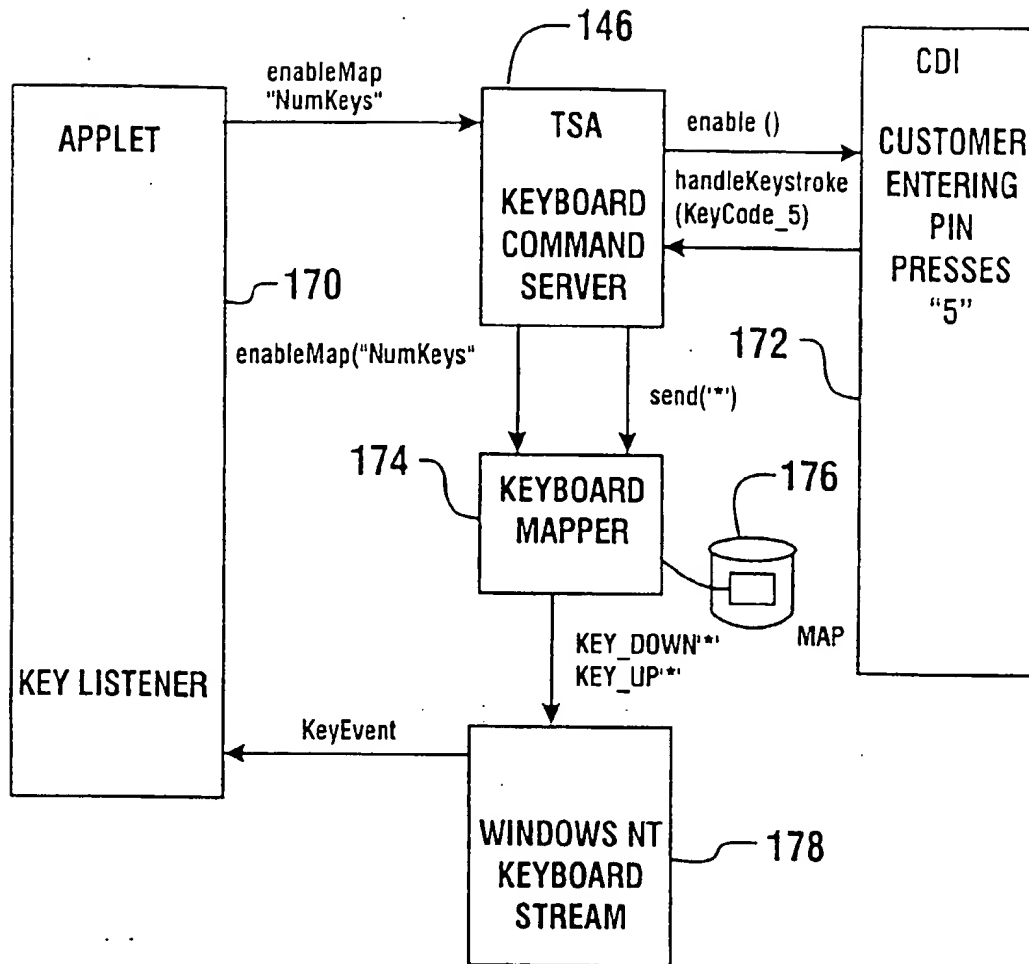 146
enableMap
"NumKeys"
APPLET
TSA
KEYBOARD
COMMAND
SERVER
enable ()
handleKeystroke
(KeyCode_5)
CDI
CUSTOMER
ENTERING
PIN
PRESSES
“5”
170
enableMap("NumKeys"
172
send('*')
174
KEYBOARD
MAPPER
176
MAP
KEY_DOWN'*'
KEY_UP'*'
KEY LISTENER
KeyEvent
WINDOWS NT
KEYBOARD
STREAM
178